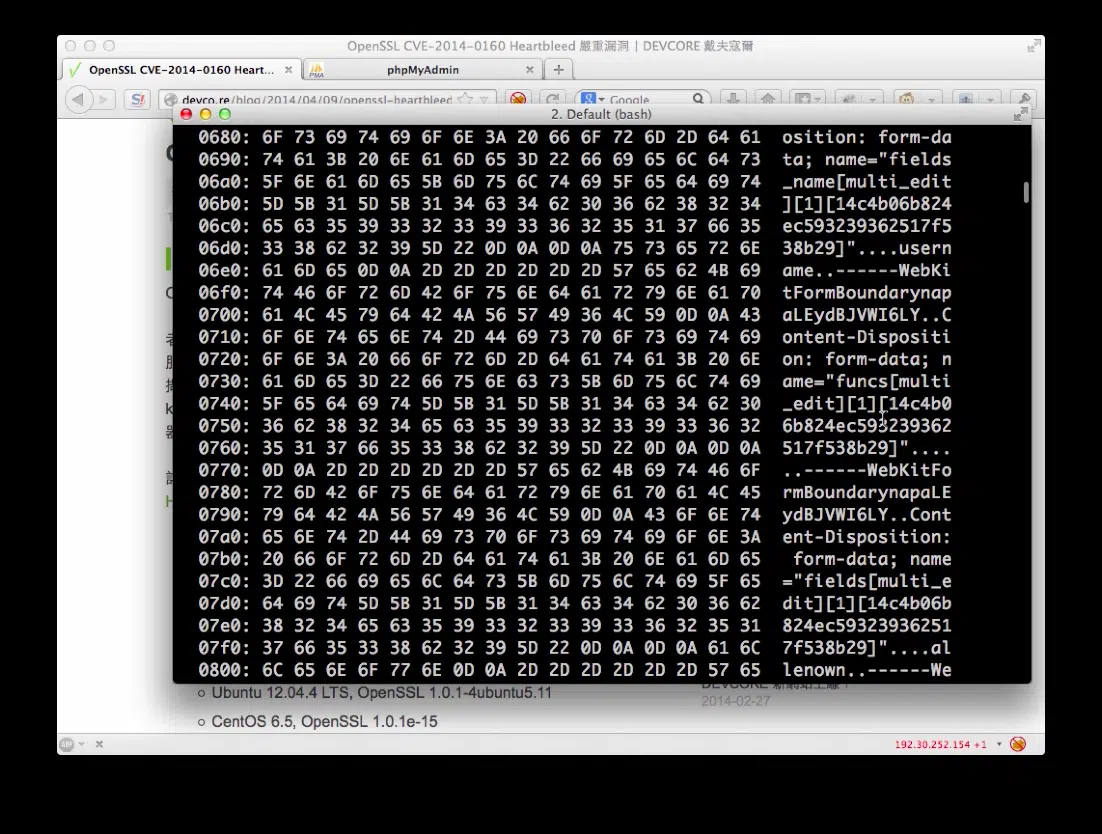 OpenSSL CVE-2014-0160 Heartbleed 嚴重漏洞 | DEVCORE 戴夫寇爾
OpenSSL CVE-2014-0160 Heart...
phpMyAdmin
devco.re/blog/2014/04/09/openssl-heartbleed
Google
2. Default (bash)
0680: 6F 73 69 74 69 6F 6E 3A 20 66 6F 72 6D 2D 64 61 osition: form-da
0690: 74 61 3B 20 6E 61 6D 65 3D 22 66 69 65 6C 64 73 ta; name="fields
06a0: 5F 6E 61 6D 65 5B 6D 75 6C 74 69 5F 65 64 69 74 _name[multi_edit
06b0: 5D 5B 31 5D 5B 31 34 63 34 62 30 36 62 38 32 34 ][1][14c4b06b824
06c0: 65 63 35 39 33 32 33 39 33 36 32 35 31 37 66 35 ec593239362517f5
06d0: 33 38 62 32 39 5D 22 0D 0A 0D 0A 75 73 65 72 6E 38b29]"....usern
06e0: 61 6D 65 0D 0A 2D 2D 2D 2D 2D 2D 57 65 62 4B 69 ame..------WebKi
06f0: 74 46 6F 72 6D 42 6F 75 6E 64 61 72 79 6E 61 70 tFormBoundarynap
0700: 61 4C 45 79 64 42 4A 56 57 49 36 4C 59 0D 0A 43 aLEydBJVWI6LY..C
0710: 6F 6E 74 65 6E 74 2D 44 69 73 70 6F 73 69 74 69 ontent-Dispositi
0720: 6F 6E 3A 20 66 6F 72 6D 2D 64 61 74 61 3B 20 6E on: form-data; n
0730: 61 6D 65 3D 22 66 75 6E 63 73 5B 6D 75 6C 74 69 ame="funcs[multi
0740: 5F 65 64 69 74 5D 5B 31 5D 5B 31 34 63 34 62 30 _edit][1][14c4b0
0750: 36 62 38 32 34 65 63 35 39 33 32 33 39 33 36 32 6b824ec593239362
0760: 35 31 37 66 35 33 38 62 32 39 5D 22 0D 0A 0D 0A 517f538b29]"....
0770: 0D 0A 2D 2D 2D 2D 2D 2D 57 65 62 4B 69 74 46 6F ..------WebKitFo
0780: 72 6D 42 6F 75 6E 64 61 72 79 6E 61 70 61 4C 45 rmBoundarynapaLE
0790: 79 64 42 4A 56 57 49 36 4C 59 0D 0A 43 6F 6E 74 ydBJVWI6LY..Cont
07a0: 65 6E 74 2D 44 69 73 70 6F 73 69 74 69 6F 6E 3A ent-Disposition:
07b0: 20 66 6F 72 6D 2D 64 61 74 61 3B 20 6E 61 6D 65 form-data; name
07c0: 3D 22 66 69 65 6C 64 73 5B 6D 75 6C 74 69 5F 65 ="fields[multi_e
07d0: 64 69 74 5D 5B 31 5D 5B 31 34 63 34 62 30 36 62 dit][1][14c4b06b
07e0: 38 32 34 65 63 35 39 33 32 33 39 33 36 32 35 31 824ec59323936251
07f0: 37 66 35 33 38 62 32 39 5D 22 0D 0A 0D 0A 61 6C 7f538b29]"....al
0800: 6C 65 6E 6F 77 6E 0D 0A 2D 2D 2D 2D 2D 2D 57 65 lenown..------We
Ubuntu 12.04.4 LTS, OpenSSL 1.0.1-4ubuntu5.11
2014-02-27
CentOS 6.5, OpenSSL 1.0.1e-15
ABP
192.30.252.154 +1